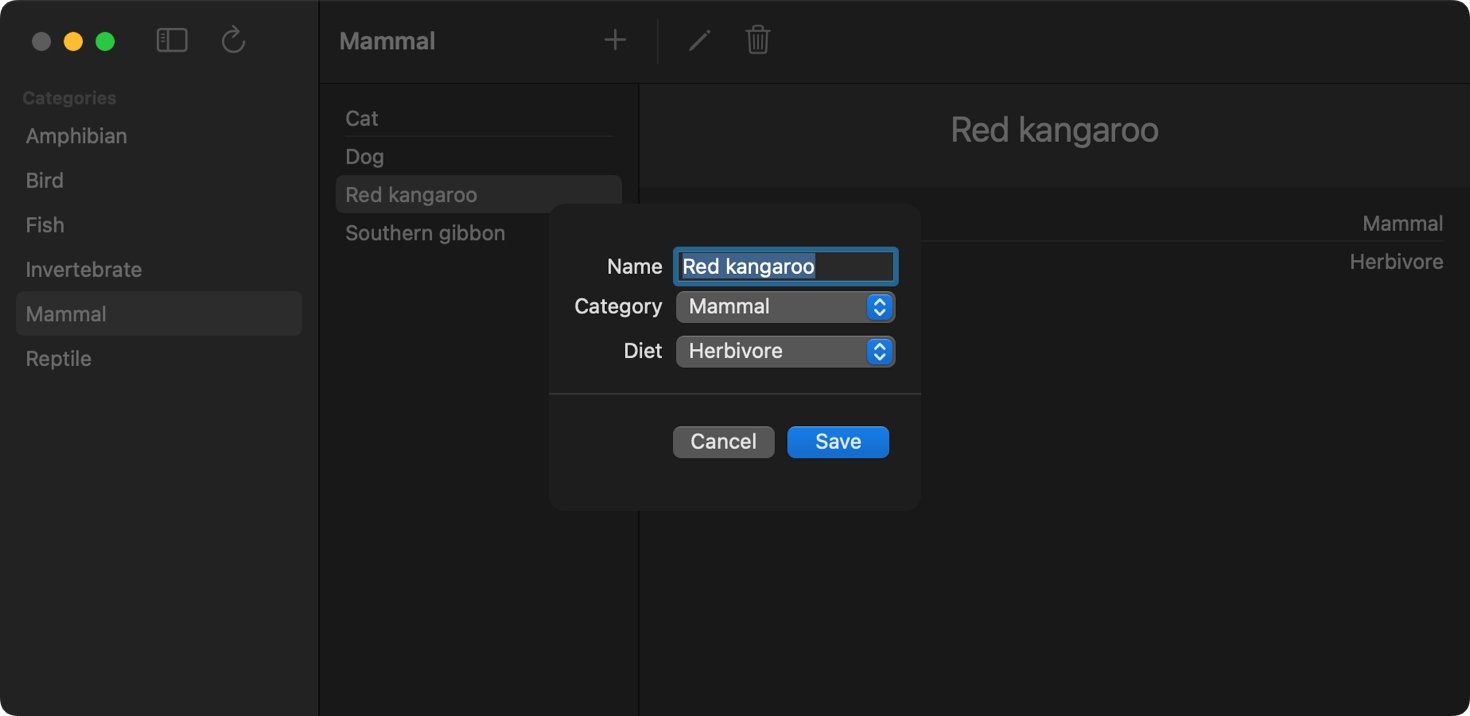 Mammal
Categories
Amphibian
Bird
Fish
Invertebrate
Mammal
Reptile
Cat
Dog
Red kangaroo
Southern gibbon
Red kangaroo
Mammal
Herbivore
Name Red kangaroo
Category Mammal
Diet Herbivore
Cancel Save